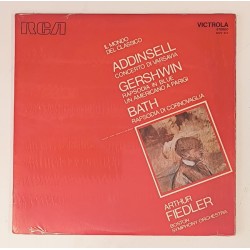 RCA
VICTROLA
IL MONDO
DEL CLASSICO
ADDINSELL
CONCERTO DI VARSAVIA
GERSHWIN
RAPSODIA IN BLUE
UN AMERICANO A PARIGI
BATH
RAPSODIA DI CORNOVAGLIA
ARTHUR
FIEDLER
BOSTON
SYMPHONY ORCHESTRA